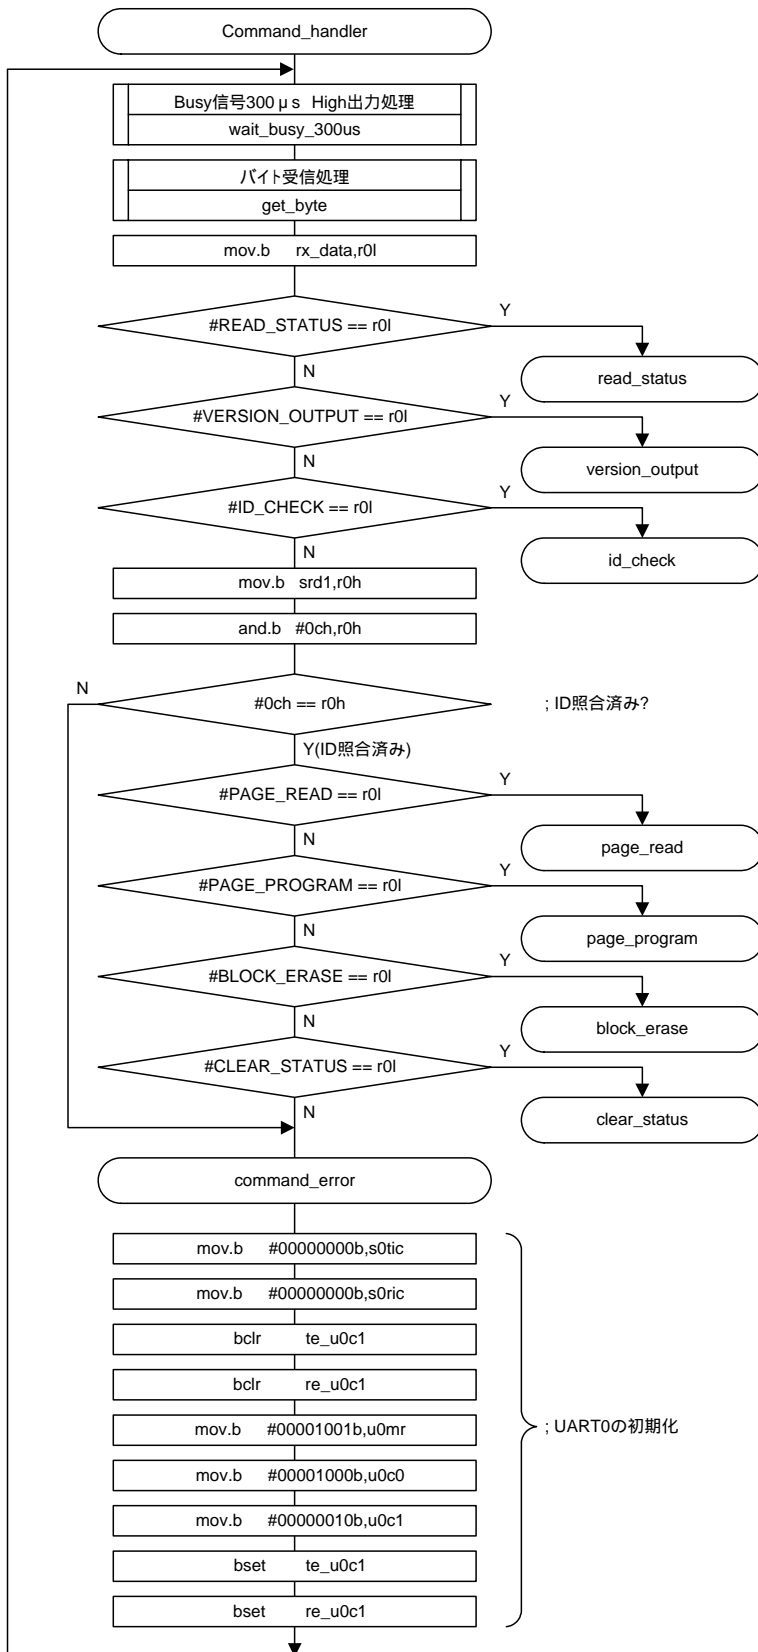 Command_handler
Busy信号300μs High出力処理
wait_busy_300us
バイト受信処理
get_byte
mov.b rx_data,r0l
#READ_STATUS == r0l
Y
read_status
N
#VERSION_OUTPUT == r0l
Y
version_output
N
#ID_CHECK == r0l
Y
id_check
N
mov.b srd1,r0h
and.b #0ch,r0h
N
#0ch == r0h
; ID照合済み?
Y(ID照合済み)
#PAGE_READ == r0l
Y
page_read
N
#PAGE_PROGRAM == r0l
Y
page_program
N
#BLOCK_ERASE == r0l
Y
block_erase
N
#CLEAR_STATUS == r0l
Y
clear_status
N
command_error
mov.b #00000000b,s0tic
mov.b #00000000b,s0ric
bclr te_u0c1
bclr re_u0c1
mov.b #00001001b,u0mr
; UART0の初期化
mov.b #00001000b,u0c0
mov.b #00000010b,u0c1
bset te_u0c1
bset re_u0c1